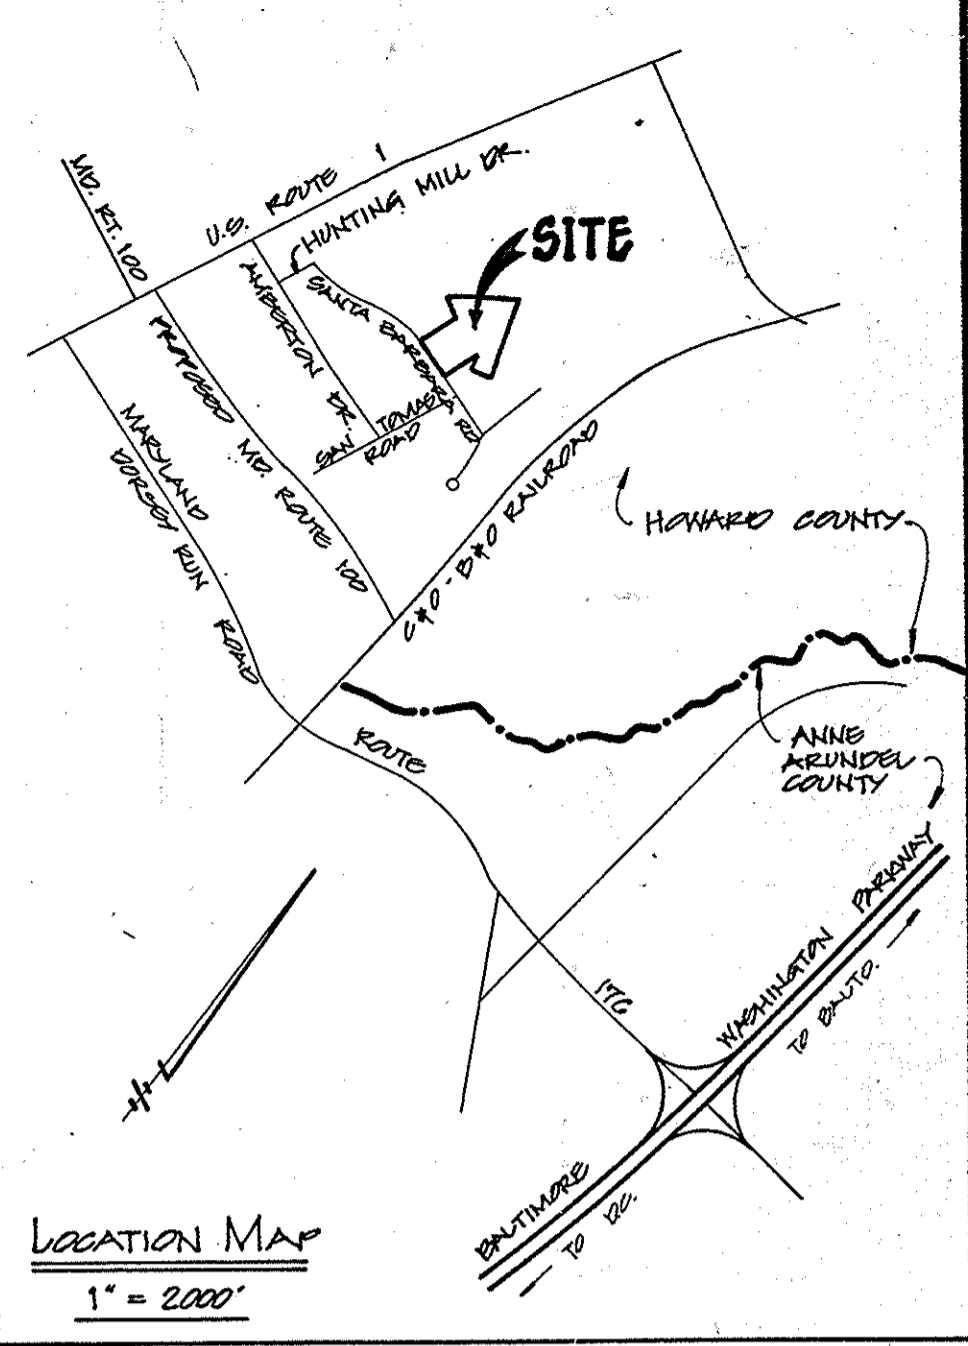 MD. RT. 100
U.S. ROUTE 1
HUNTING MILL DR.
SITE
AMBERTON DR.
SANTA BARBARA RD.
SAN TOMAS
ROAD
PROPOSED MD. ROUTE 100
MARYLAND
DORSEY RUN ROAD
C&O - B&O RAILROAD
HOWARD COUNTY
ROUTE 176
ANNE
ARUNDEL
COUNTY
BALTIMORE WASHINGTON PARKWAY
TO BALTO.
TO D.C.
LOCATION MAP
1" = 2000'